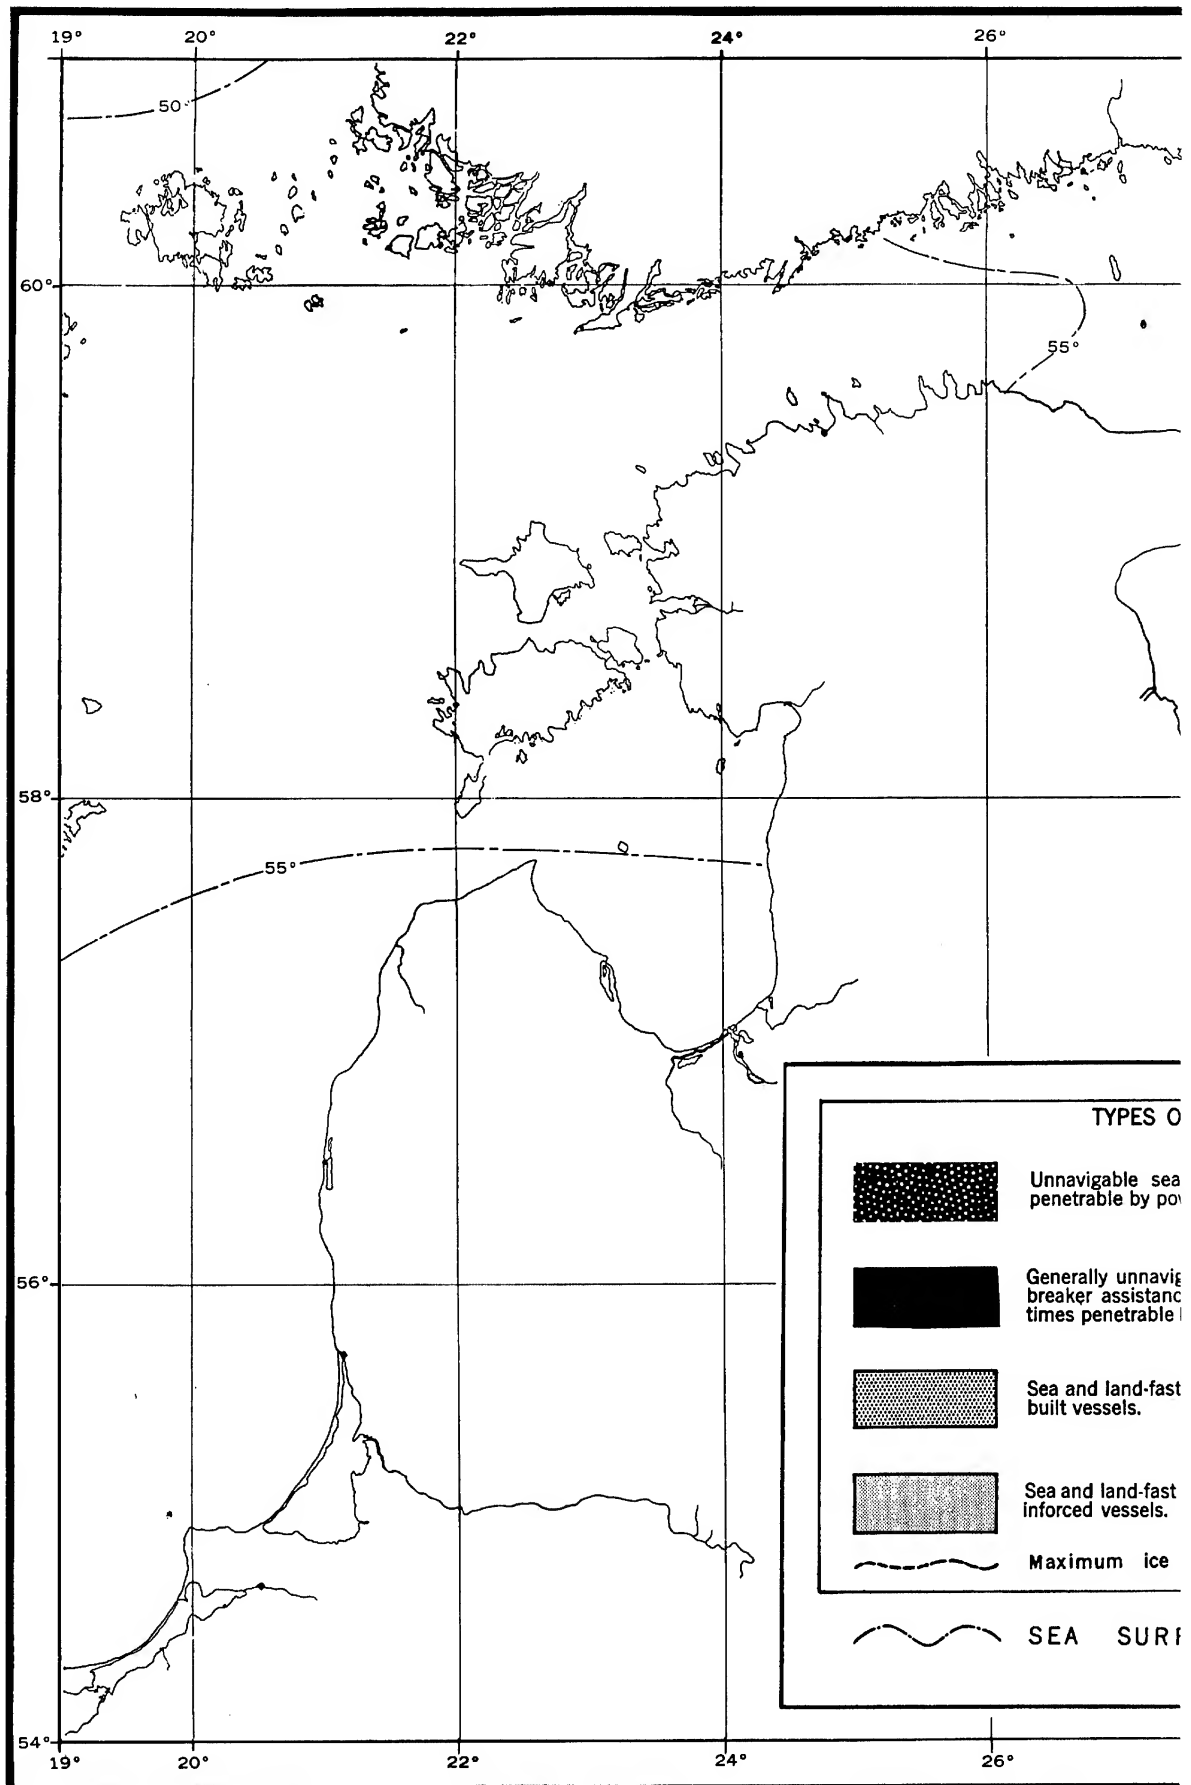 19° 20° 22° 24° 26°
50
60°
55°
58°
55°
TYPES O
Unnavigable sea
penetrable by pow
56°
Generally unnavig
breaker assistanc
times penetrable
Sea and land-fast
built vessels.
Sea and land-fast
inforced vessels.
Maximum ice
SEA SURF
54°
19° 20° 22° 24° 26°